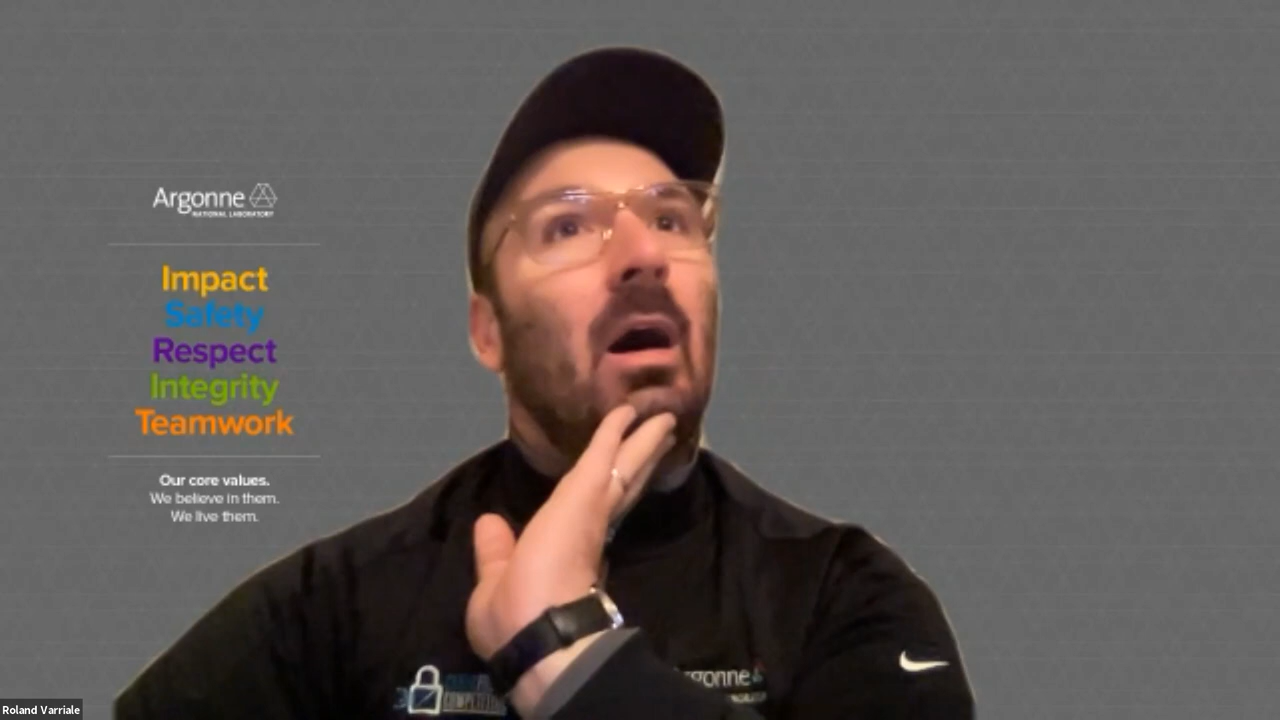 Argonne
NATIONAL LABORATORY
Impact
Safety
Respect
Integrity
Teamwork
Our core values.
We believe in them.
We live them.
Argonne
Roland Varriale